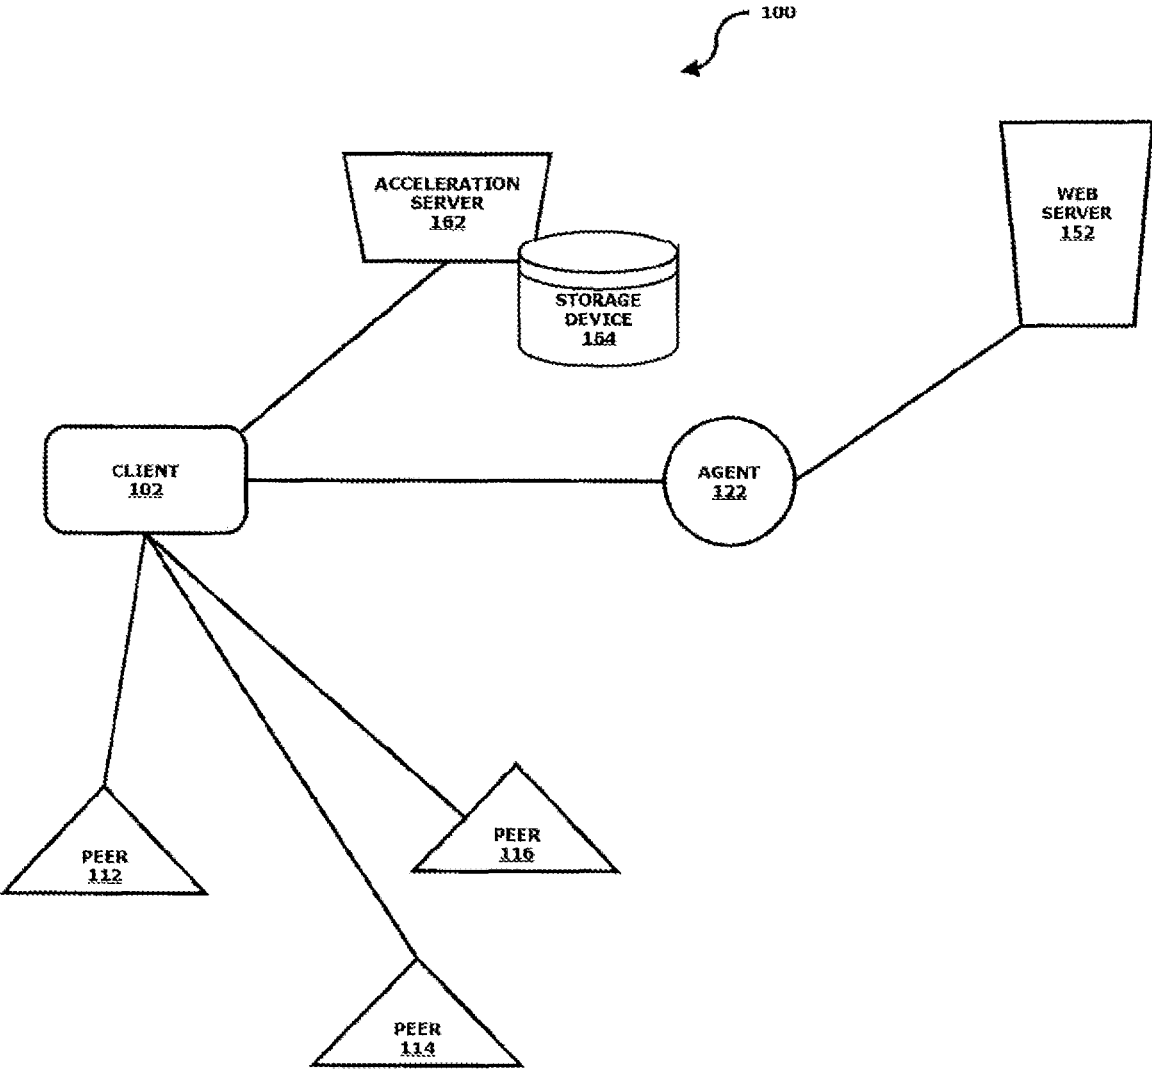 100
ACCELERATION
SERVER
162
WEB
SERVER
152
STORAGE
DEVICE
164
CLIENT
102
AGENT
122
PEER
116
PEER
112
PEER
114